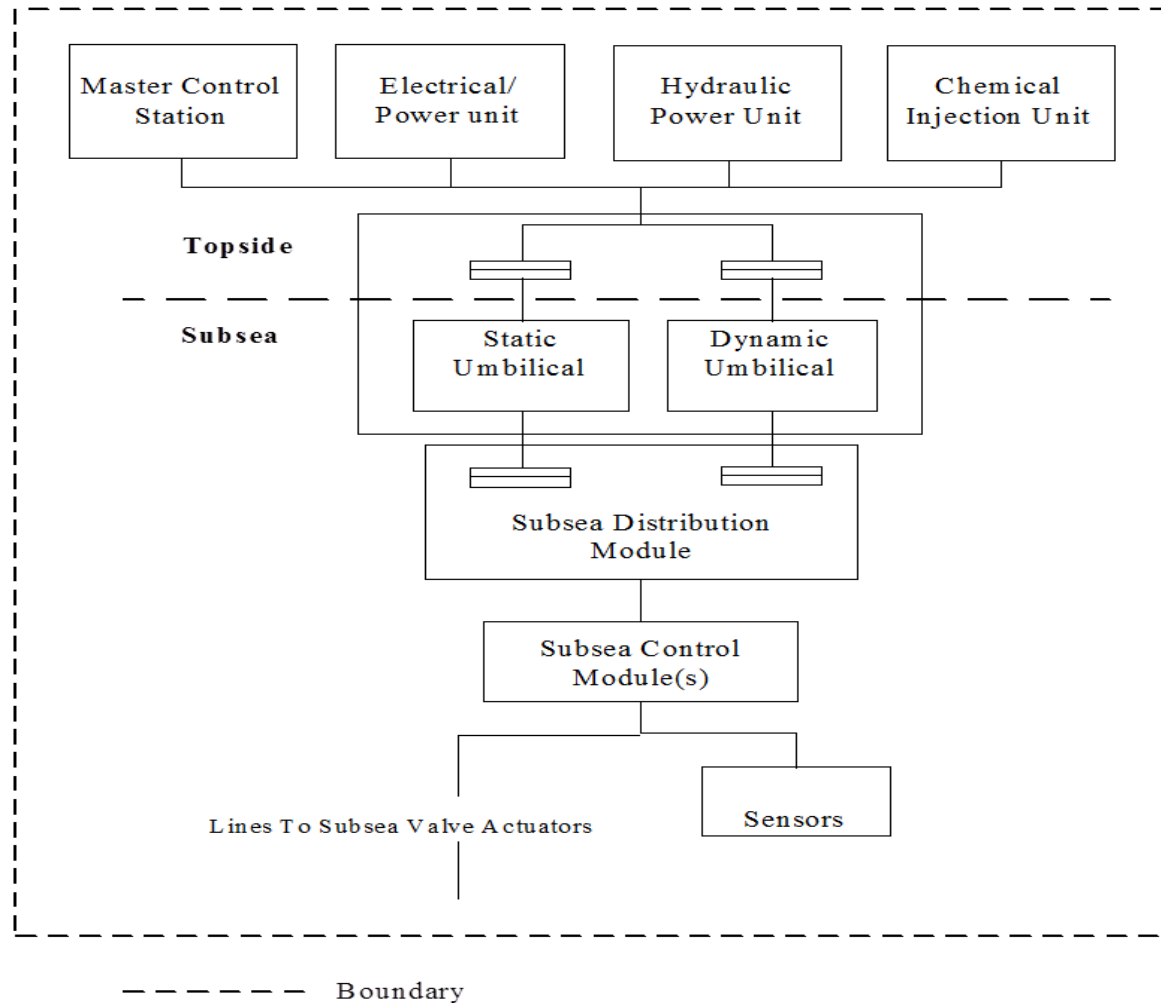 Master Control
Station
Electrical/
Power unit
Hydraulic
Power Unit
Chemical
Injection Unit
Topside
Subsea
Static
Umbilical
Dynamic
Umbilical
Subsea Distribution
Module
Subsea Control
Module(s)
Lines To Subsea Valve Actuators
Sensors
Boundary